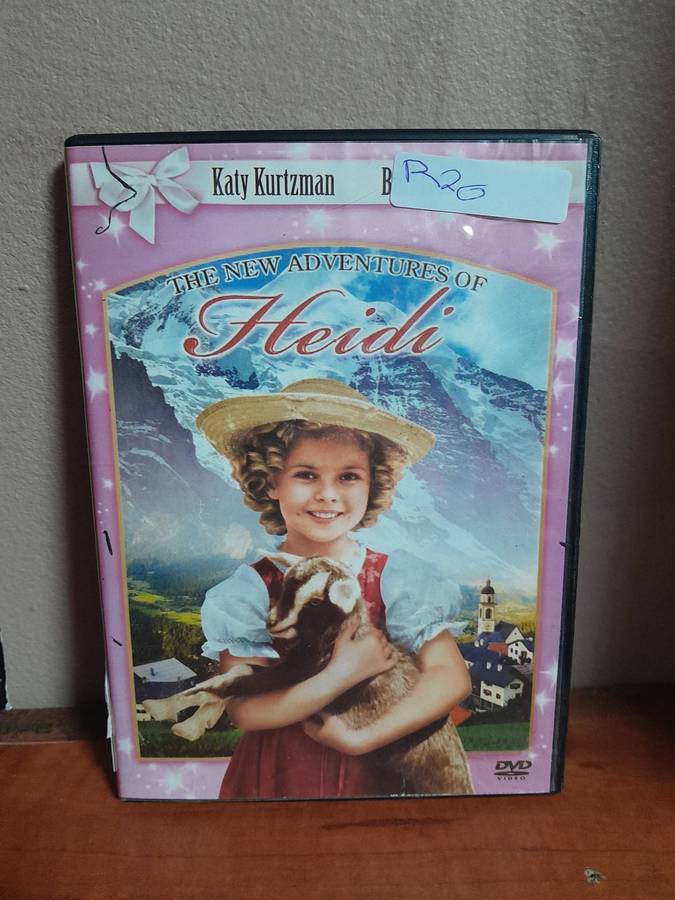 Katy Kurtzman B
R20
THE NEW ADVENTURES OF
Heidi
DVD
VIDEO